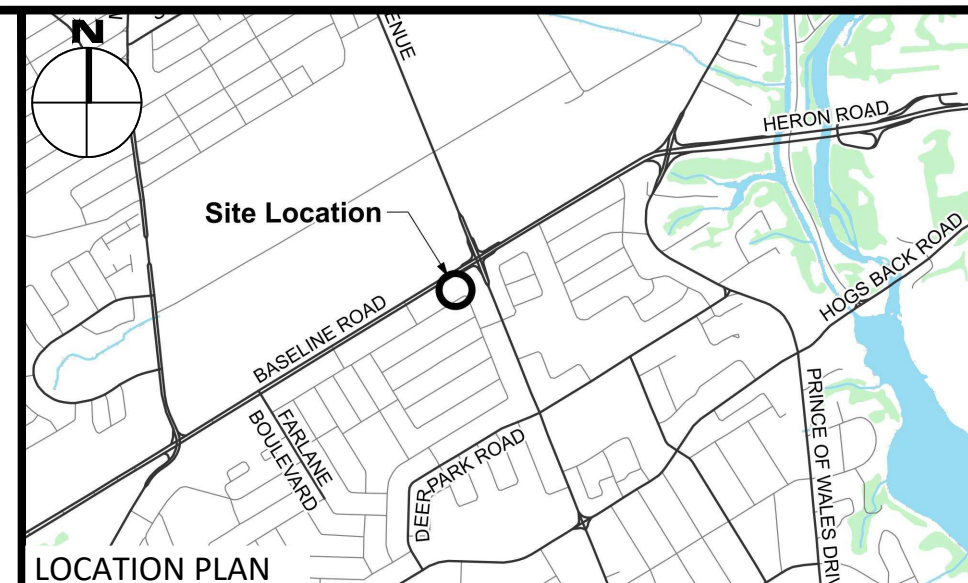 N
ENUE
HERON ROAD
Site Location
HOGS BACK ROAD
BASELINE ROAD
FARLANE
BOULEVARD
PRINCE OF WALES DRIV
DEER PARK ROAD
LOCATION PLAN